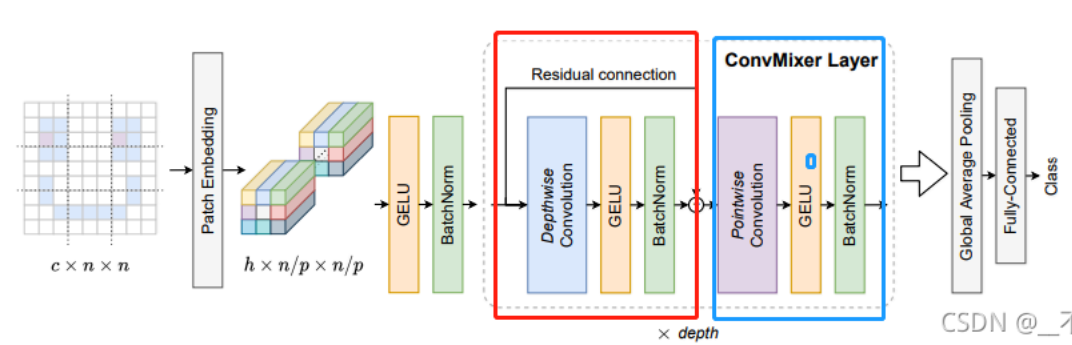 c × n × n
Patch Embedding
h × n/p × n/p
GELU
BatchNorm
Residual connection
Depthwise
Convolution
GELU
BatchNorm
ConvMixer Layer
Pointwise
Convolution
GELU
BatchNorm
× depth
Global Average Pooling
Fully-Connected
Class
CSDN @__